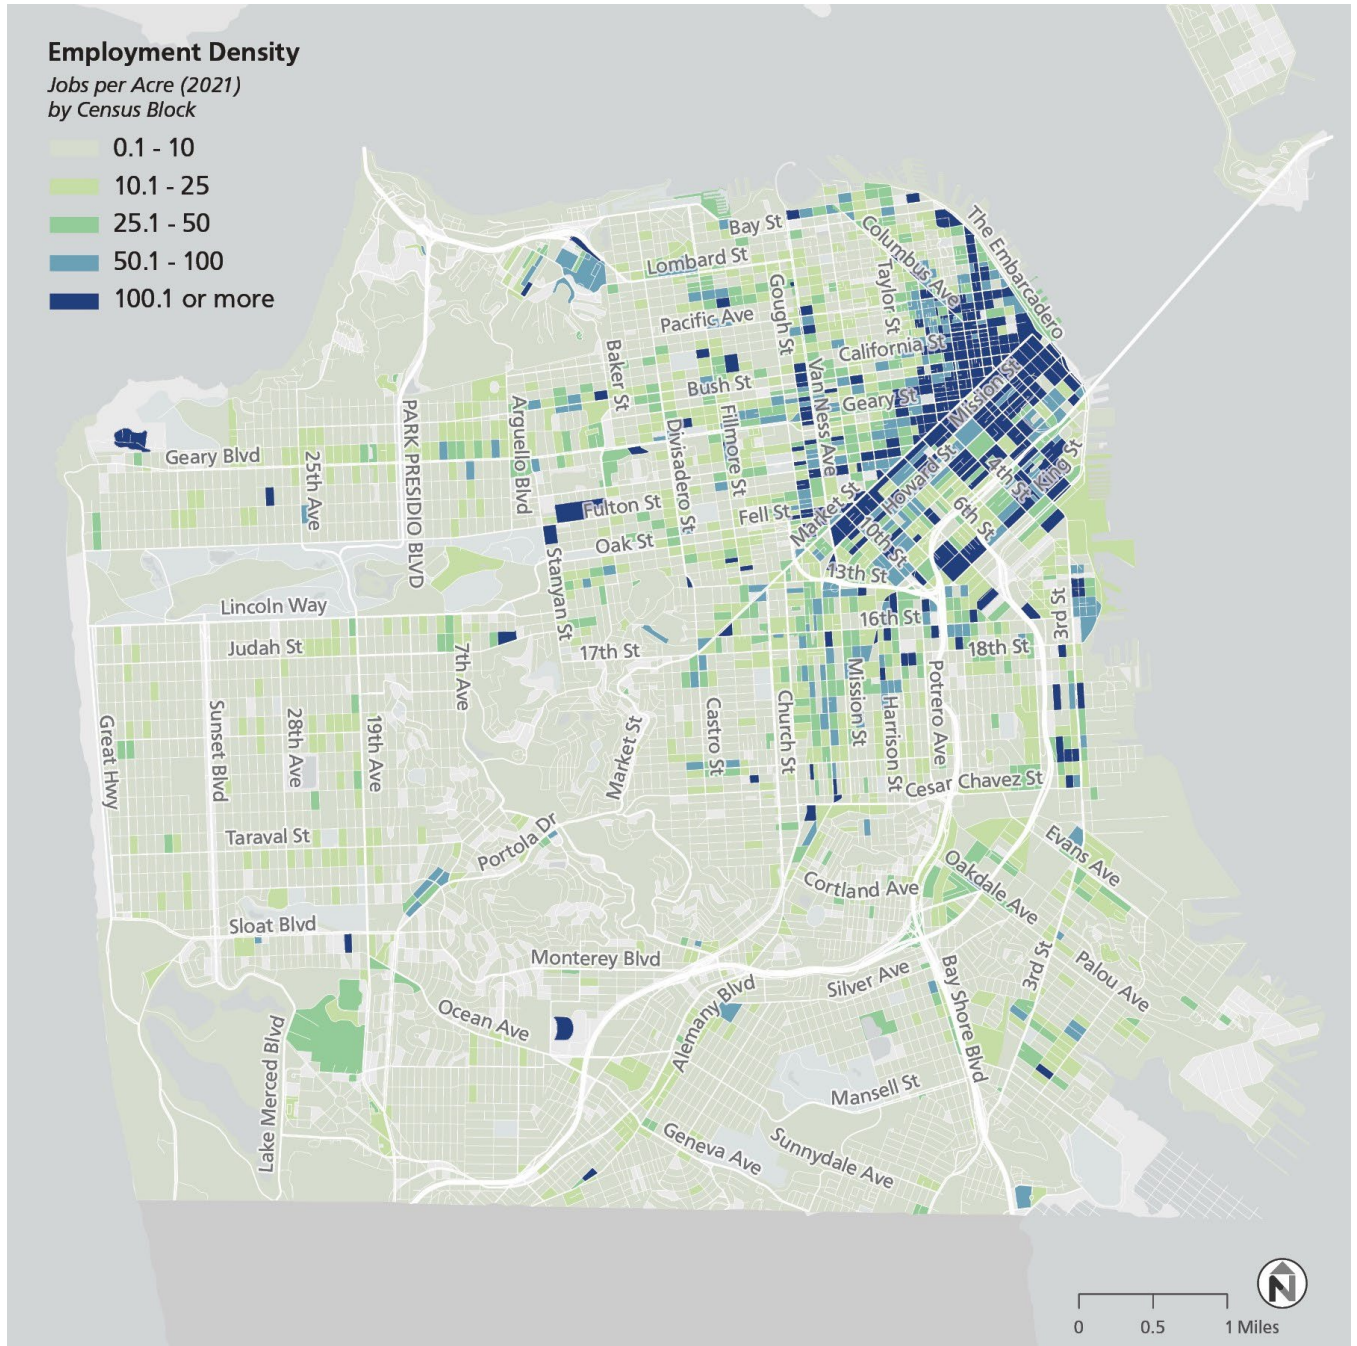 Employment Density
Jobs per Acre (2021)
by Census Block
0.1 - 10
10.1 - 25
25.1 - 50
50.1 - 100
100.1 or more
The Embarcadero
Bay St
Columbus Ave
Lombard St
Taylor St
Gough St
Pacific Ave
California St
Baker St
Van Ness Ave
Bush St
Mission St
Geary St
PARK PRESIDIO BLVD
Arguello Blvd
Fillmore St
Divisadero St
Geary Blvd
25th Ave
Howard St
4th St
King St
Market St
Fulton St
Fell St
6th St
10th St
Oak St
Stanyan St
13th St
Lincoln Way
3rd St
16th St
Judah St
7th Ave
17th St
18th St
Mission St
Potrero Ave
Great Hwy
Sunset Blvd
28th Ave
19th Ave
Market St
Castro St
Church St
Harrison St
Cesar Chavez St
Taraval St
Portola Dr
Evans Ave
Cortland Ave
Oakdale Ave
Sloat Blvd
Monterey Blvd
Silver Ave
Bay Shore Blvd
3rd St
Palou Ave
Ocean Ave
Alemany Blvd
Lake Merced Blvd
Mansell St
Geneva Ave
Sunnydale Ave
N
0
0.5
1 Miles